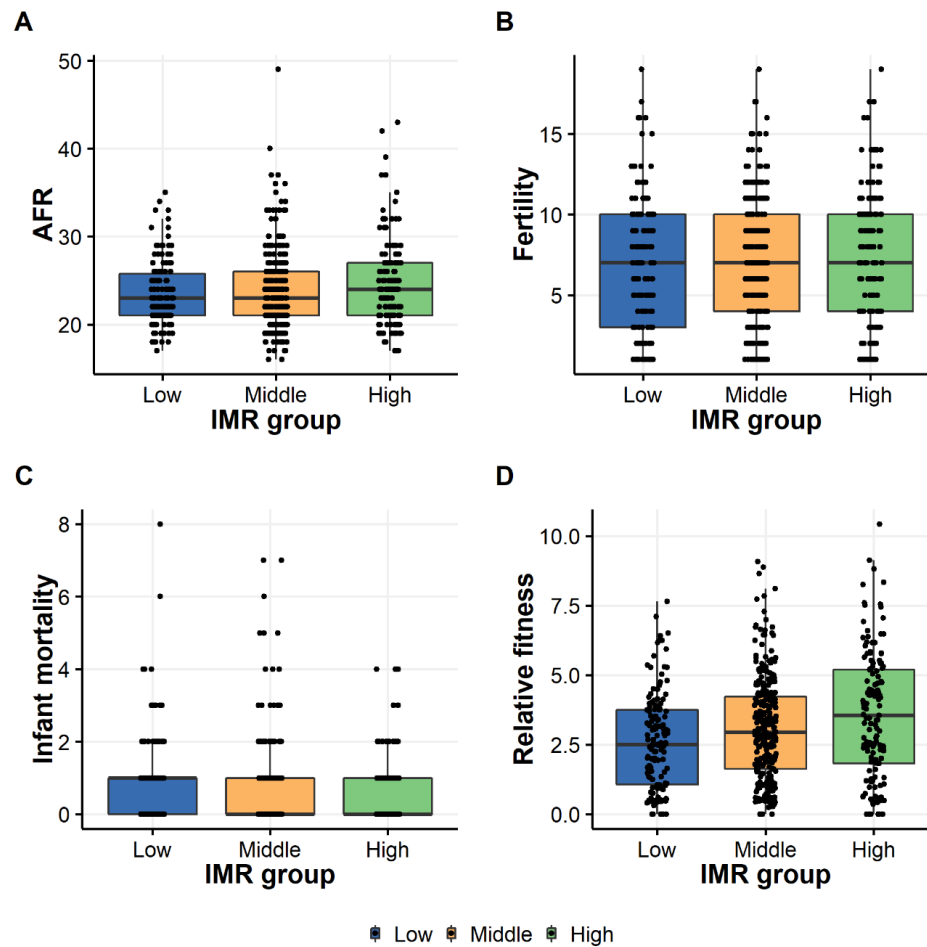 A
AFR
50
40
30
20
Low Middle High
IMR group
B
Fertility
15
10
5
Low Middle High
IMR group
C
Infant mortality
8
6
4
2
0
Low Middle High
IMR group
D
Relative fitness
10.0
7.5
5.0
2.5
0.0
Low Middle High
IMR group
Low Middle High